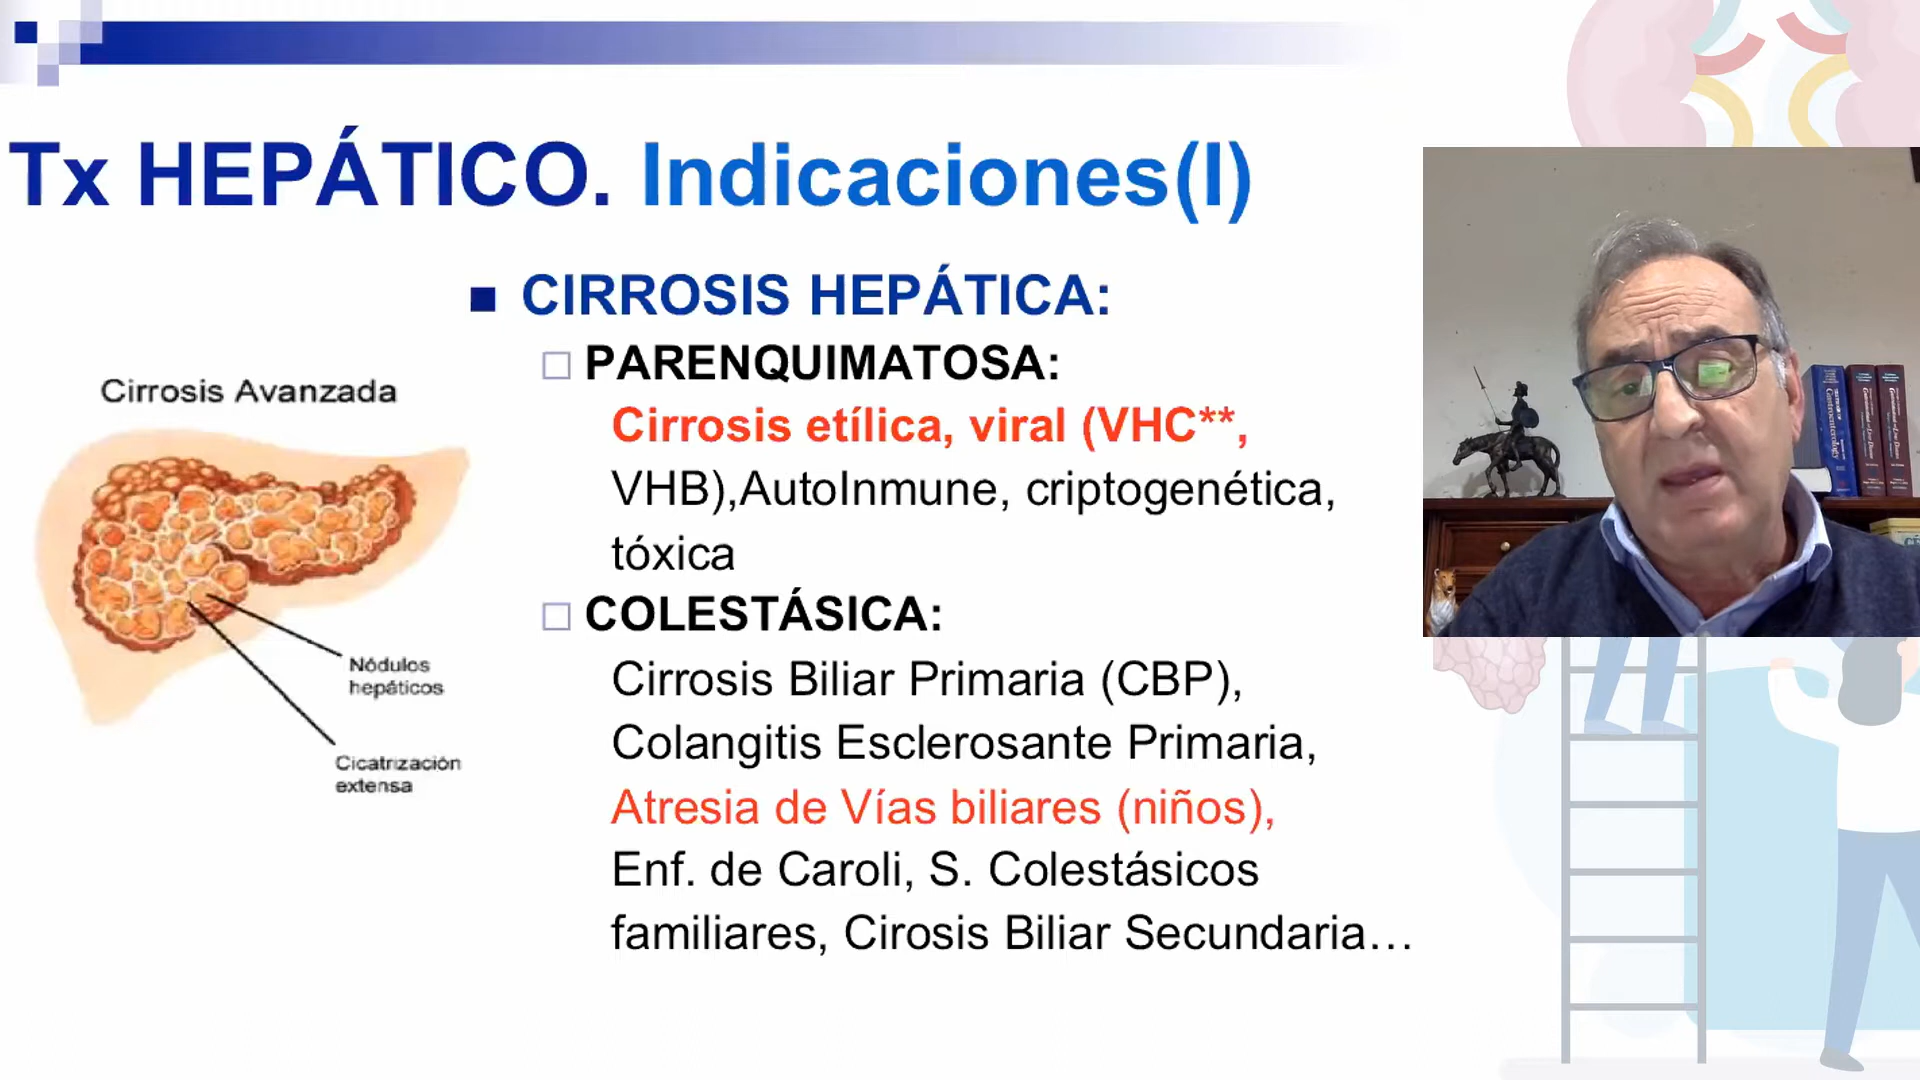 Tx HEPÁTICO. Indicaciones(I)
CIRROSIS HEPÁTICA:
PARENQUIMATOSA:
Cirrosis etílica, viral (VHC**,
VHB),AutoInmune, criptogenética,
tóxica
COLESTÁSICA:
Cirrosis Biliar Primaria (CBP),
Colangitis Esclerosante Primaria,
Atresia de Vías biliares (niños),
Enf. de Caroli, S. Colestásicos
familiares, Cirosis Biliar Secundaria…
Cirrosis Avanzada
Nódulos
hepáticos
Cicatrización
extensa
Gastroenterology